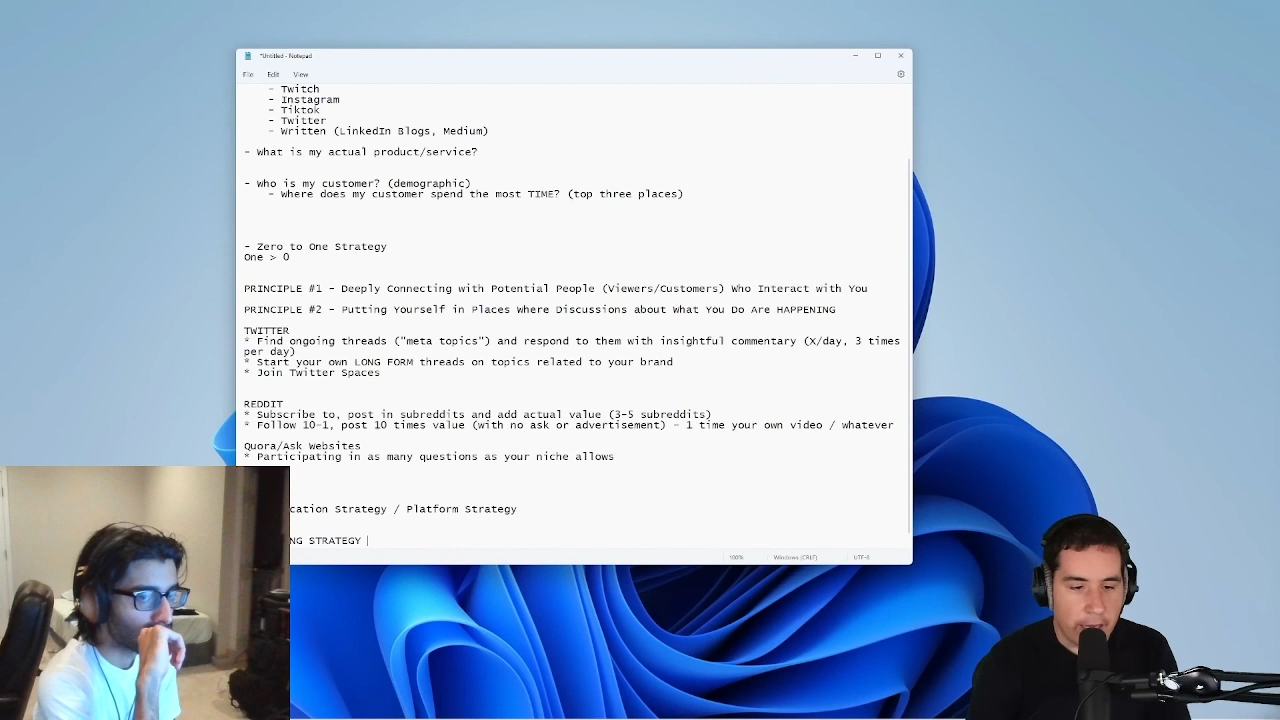 *Untitled - Notepad
File Edit View
- Twitch
- Instagram
- Tiktok
- Twitter
- Written (LinkedIn Blogs, Medium)
- What is my actual product/service?
- Who is my customer? (demographic)
- Where does my customer spend the most TIME? (top three places)
- Zero to One Strategy
One > 0
PRINCIPLE #1 - Deeply Connecting with Potential People (Viewers/Customers) Who Interact with You
PRINCIPLE #2 - Putting Yourself in Places Where Discussions about What You Do Are HAPPENING
TWITTER
* Find ongoing threads ("meta topics") and respond to them with insightful commentary (X/day, 3 times
per day)
* Start your own LONG FORM threads on topics related to your brand
* Join Twitter Spaces
REDDIT
* Subscribe to, post in subreddits and add actual value (3-5 subreddits)
* Follow 10-1, post 10 times value (with no ask or advertisement) - 1 time your own video / whatever
Quora/Ask Websites
* Participating in as many questions as your niche allows
cation Strategy / Platform Strategy
NG STRATEGY
100% Windows (CRLF) UTF-8